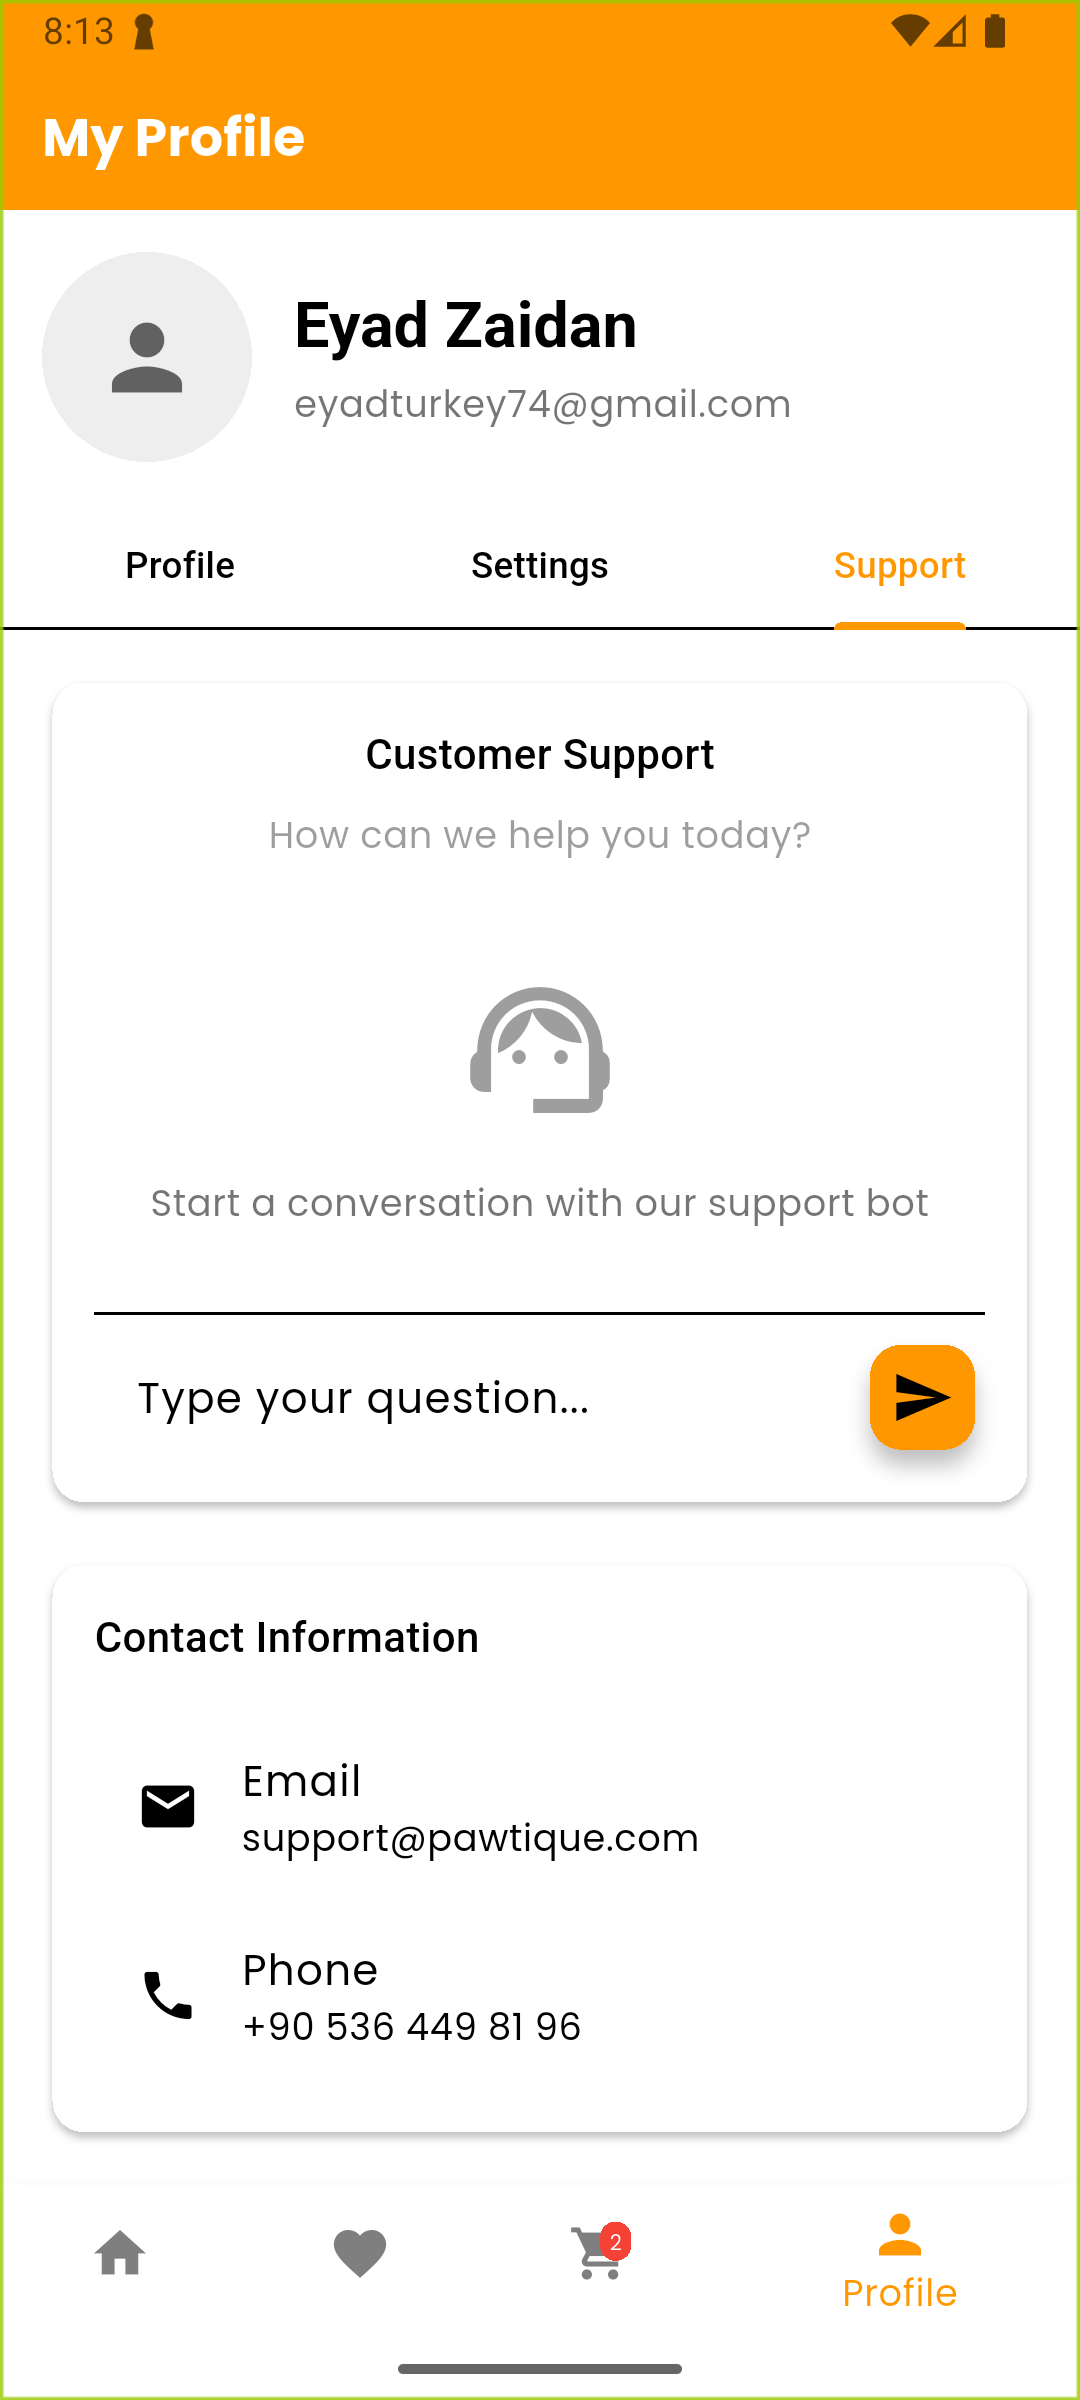 8:13
My Profile
Eyad Zaidan
eyadturkey74@gmail.com
Profile
Settings
Support
Customer Support
How can we help you today?
Start a conversation with our support bot
Type your question...
Contact Information
Email
support@pawtique.com
Phone
+90 536 449 81 96
2
Profile